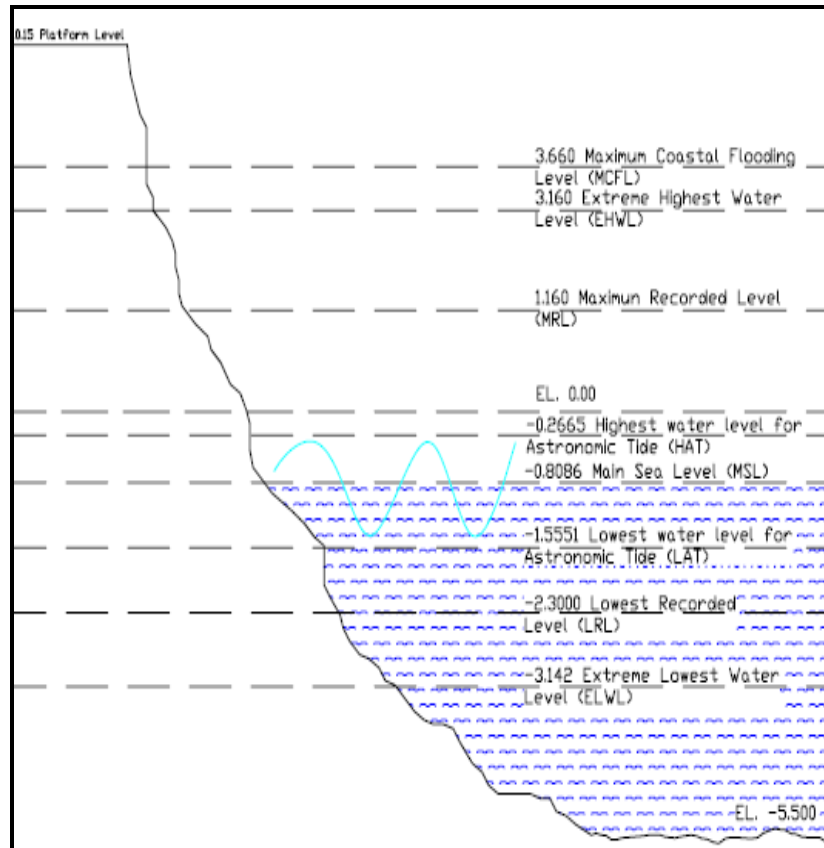 0.15 Platform Level
3.660 Maximum Coastal Flooding
Level (MCFL)
3.160 Extreme Highest Water
Level (EHWL)
1.160 Maximun Recorded Level
(MRL)
EL. 0.00
-0.2665 Highest water level for
Astronomic Tide (HAT)
-0.8086 Main Sea Level (MSL)
-1.5551 Lowest water level for
Astronomic Tide (LAT)
-2.3000 Lowest Recorded
Level (LRL)
-3.142 Extreme Lowest Water
Level (ELWL)
EL. -5.500